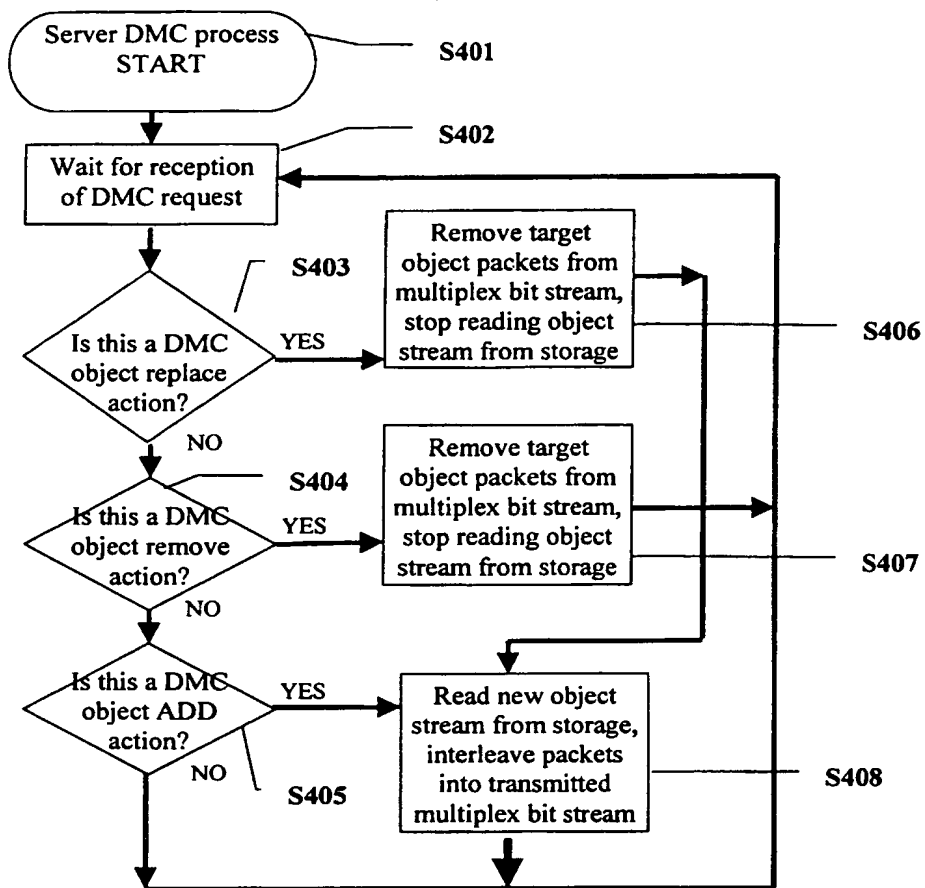 Server DMC process
START
S401
S402
Wait for reception
of DMC request
S403
Is this a DMC
object replace
action?
YES
NO
Remove target
object packets from
multiplex bit stream,
stop reading object
stream from storage
S406
S404
Is this a DMC
object remove
action?
YES
NO
Remove target
object packets from
multiplex bit stream,
stop reading object
stream from storage
S407
Is this a DMC
object ADD
action?
YES
NO
S405
Read new object
stream from storage,
interleave packets
into transmitted
multiplex bit stream
S408